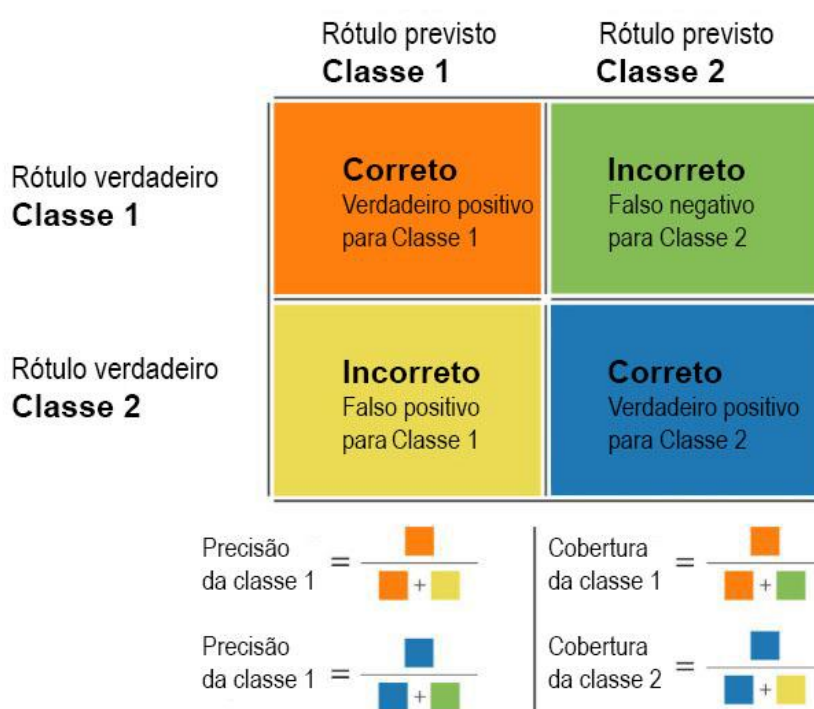 Rótulo previsto
Classe 1
Rótulo previsto
Classe 2
Rótulo verdadeiro
Classe 1
Correto
Verdadeiro positivo
para Classe 1
Incorreto
Falso negativo
para Classe 2
Rótulo verdadeiro
Classe 2
Incorreto
Falso positivo
para Classe 1
Correto
Verdadeiro positivo
para Classe 2
Precisão
da classe 1
=
+
Cobertura
da classe 1
=
+
Precisão
da classe 1
=
+
Cobertura
da classe 2
=
+